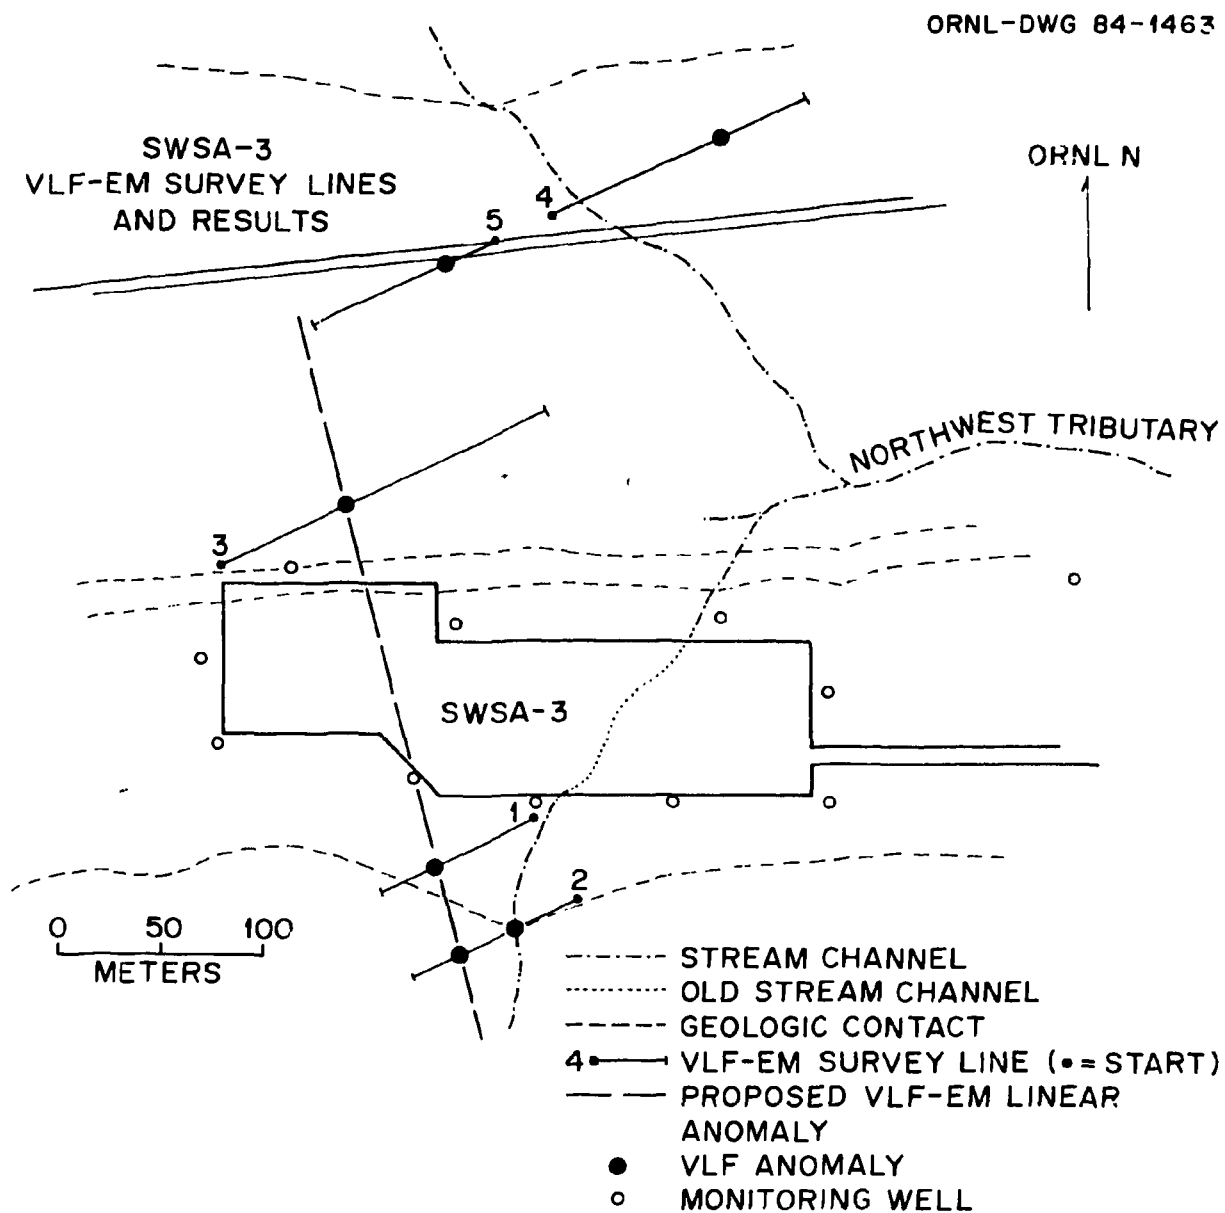 ORNL-DWG 84-1463
SWSA-3
VLF-EM SURVEY LINES
AND RESULTS
ORNL N
4
5
NORTHWEST TRIBUTARY
3
SWSA-3
1
2
0 50 100
METERS
STREAM CHANNEL
OLD STREAM CHANNEL
GEOLOGIC CONTACT
4 VLF-EM SURVEY LINE (• = START)
PROPOSED VLF-EM LINEAR
ANOMALY
VLF ANOMALY
MONITORING WELL